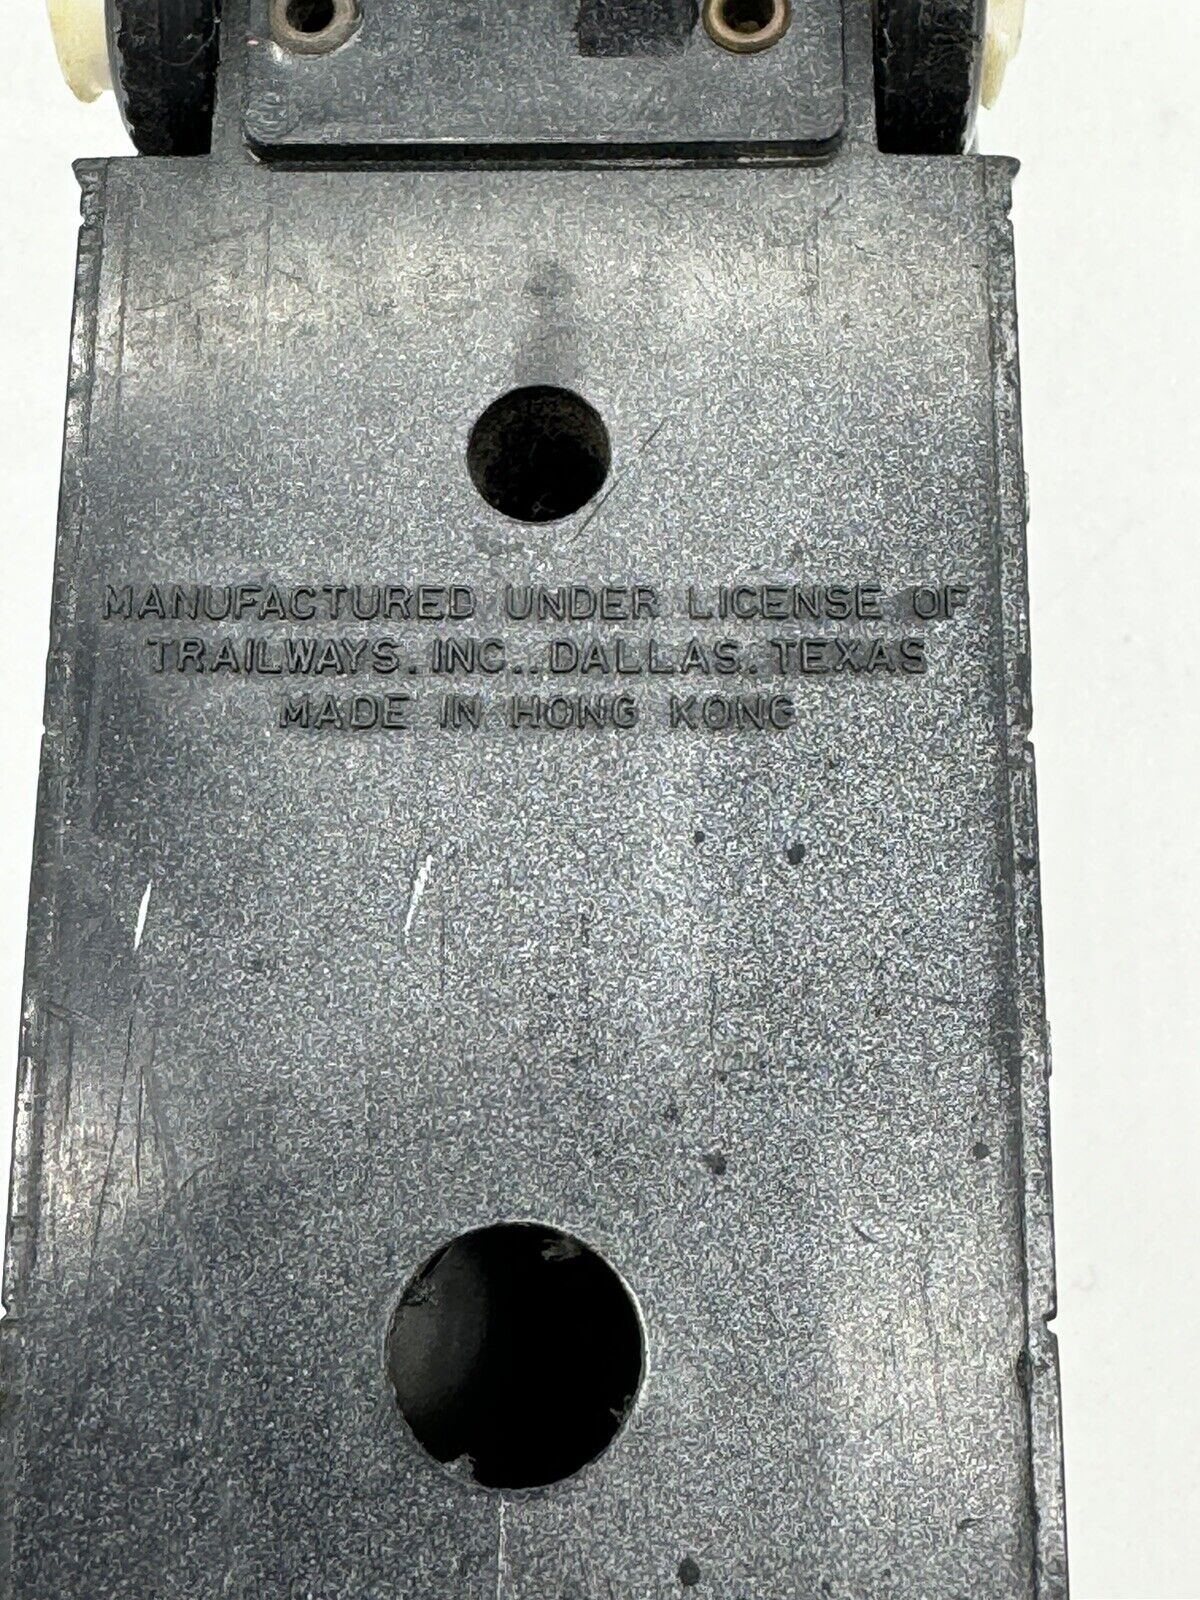 MANUFACTURED UNDER LICENSE OF
TRAILWAYS, INC., DALLAS, TEXAS
MADE IN HONG KONG